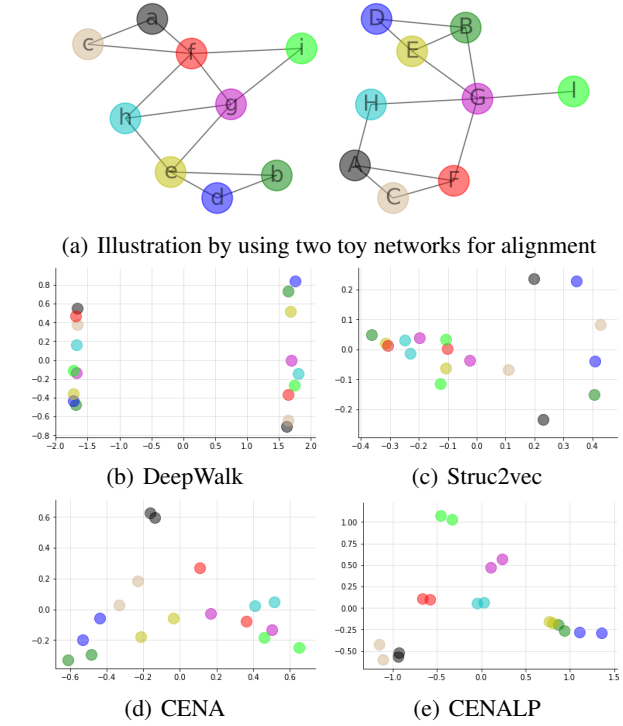 a
c
f
i
g
h
e
b
d
D
B
E
G
I
H
A
F
C
(a) Illustration by using two toy networks for alignment
0.8
0.6
0.4
0.2
0.0
−0.2
−0.4
−0.6
−0.8
−2.0 −1.5 −1.0 −0.5 0.0 0.5 1.0 1.5 2.0
(b) DeepWalk
0.2
0.1
0.0
−0.1
−0.2
−0.4 −0.3 −0.2 −0.1 0.0 0.1 0.2 0.3 0.4
(c) Struc2vec
0.6
0.4
0.2
0.0
−0.2
−0.6 −0.4 −0.2 0.0 0.2 0.4 0.6
(d) CENA
1.00
0.75
0.50
0.25
0.00
−0.25
−0.50
−1.0 −0.5 0.0 0.5 1.0 1.5
(e) CENALP